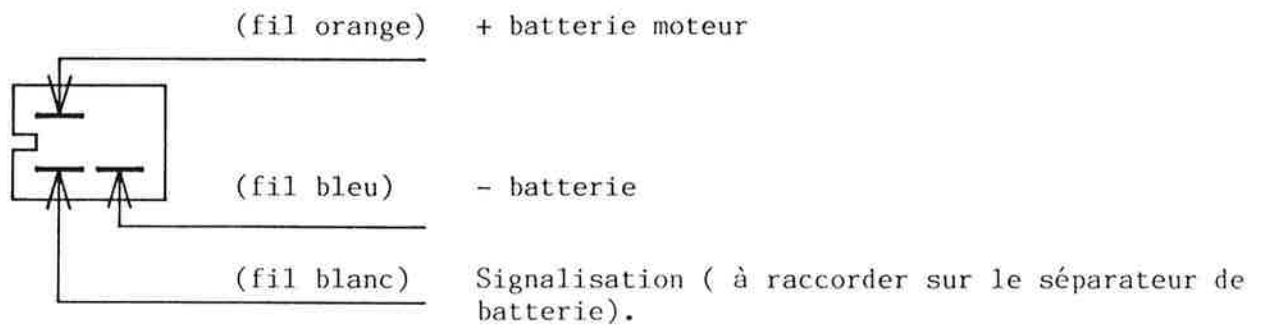 (fil orange) + batterie moteur
(fil bleu) - batterie
(fil blanc) Signalisation ( à raccorder sur le séparateur de
batterie).